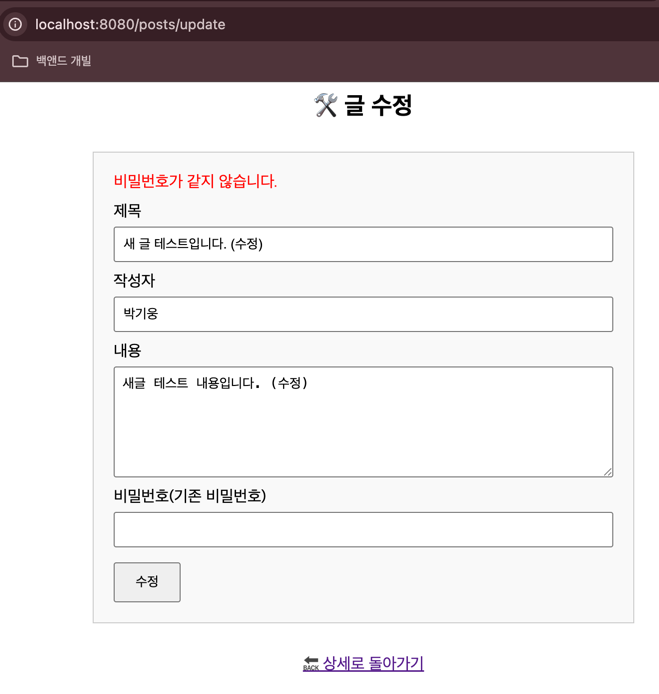 localhost:8080/posts/update
백앤드 개빌
🛠 글 수정
비밀번호가 같지 않습니다.
제목
새 글 테스트입니다. (수정)
작성자
박기웅
내용
새글 테스트 내용입니다. (수정)
비밀번호(기존 비밀번호)
수정
🔙 상세로 돌아가기